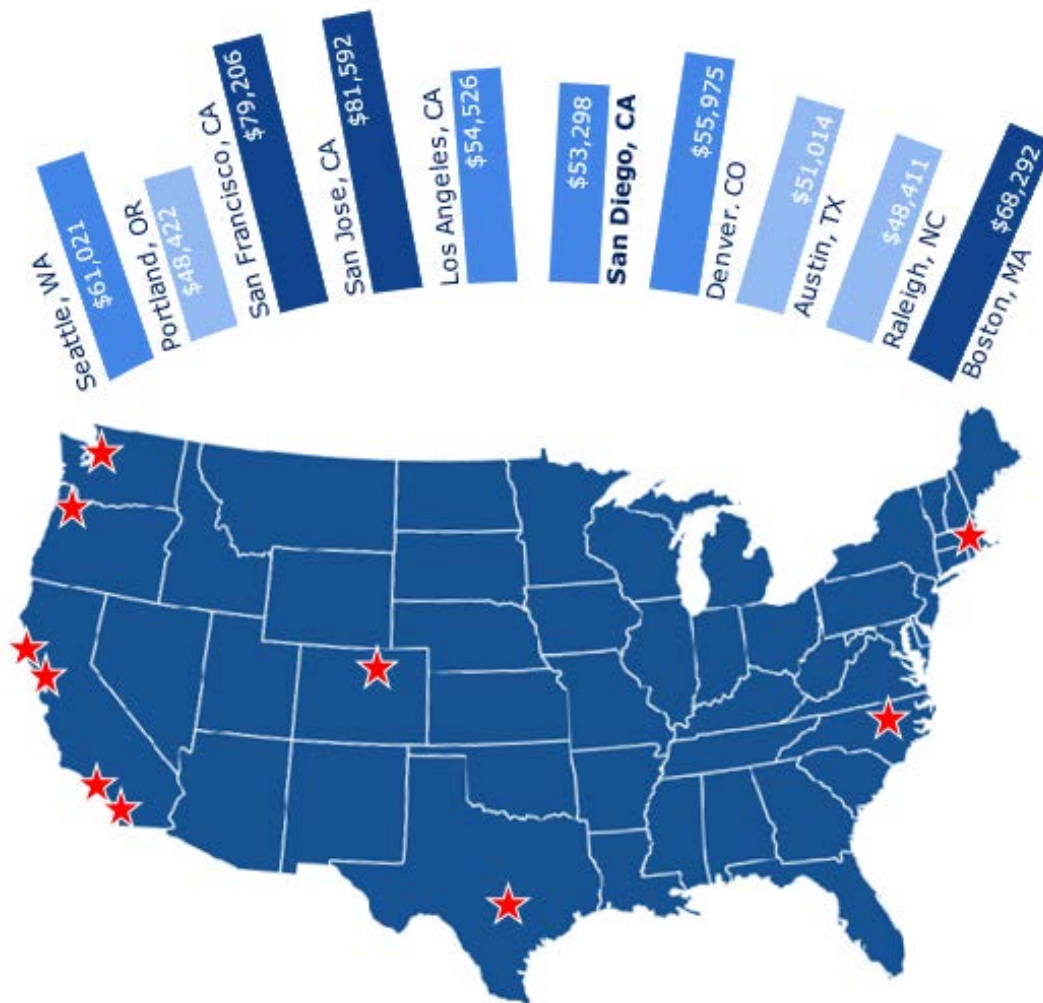 Seattle, WA
$61,021
Portland, OR
$48,422
San Francisco, CA
$79,206
San Jose, CA
$81,592
Los Angeles, CA
$54,526
$53,298
San Diego, CA
$55,975
Denver. CO
$51,014
Austin, TX
$48,411
Raleigh, NC
$68,292
Boston, MA